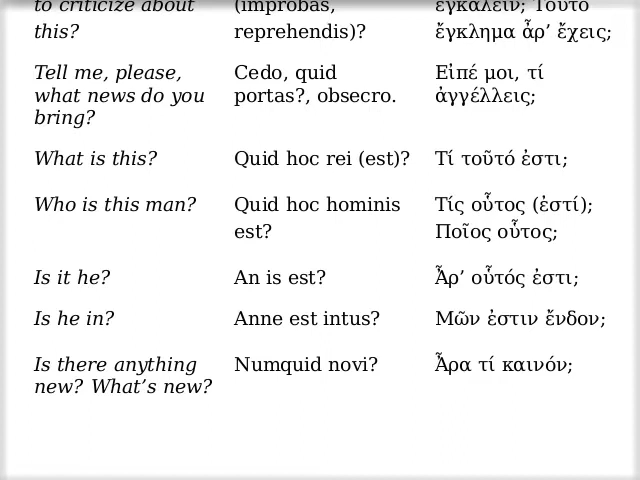 to criticize about
this?
(improbas,
reprehendis)?
ἐγκαλεῖν; Τοῦτο
ἔγκλημα ἆρ’ ἔχεις;
Tell me, please,
what news do you
bring?
Cedo, quid
portas?, obsecro.
Εἰπέ μοι, τί
ἀγγέλλεις;
What is this?
Quid hoc rei (est)?
Τί τοῦτό ἐστι;
Who is this man?
Quid hoc hominis
est?
Τίς οὗτος (ἐστί);
Ποῖος οὗτος;
Is it he?
An is est?
Ἆρ’ οὗτός ἐστι;
Is he in?
Anne est intus?
Μῶν ἐστιν ἔνδον;
Is there anything
new? What’s new?
Numquid novi?
Ἆρα τί καινόν;